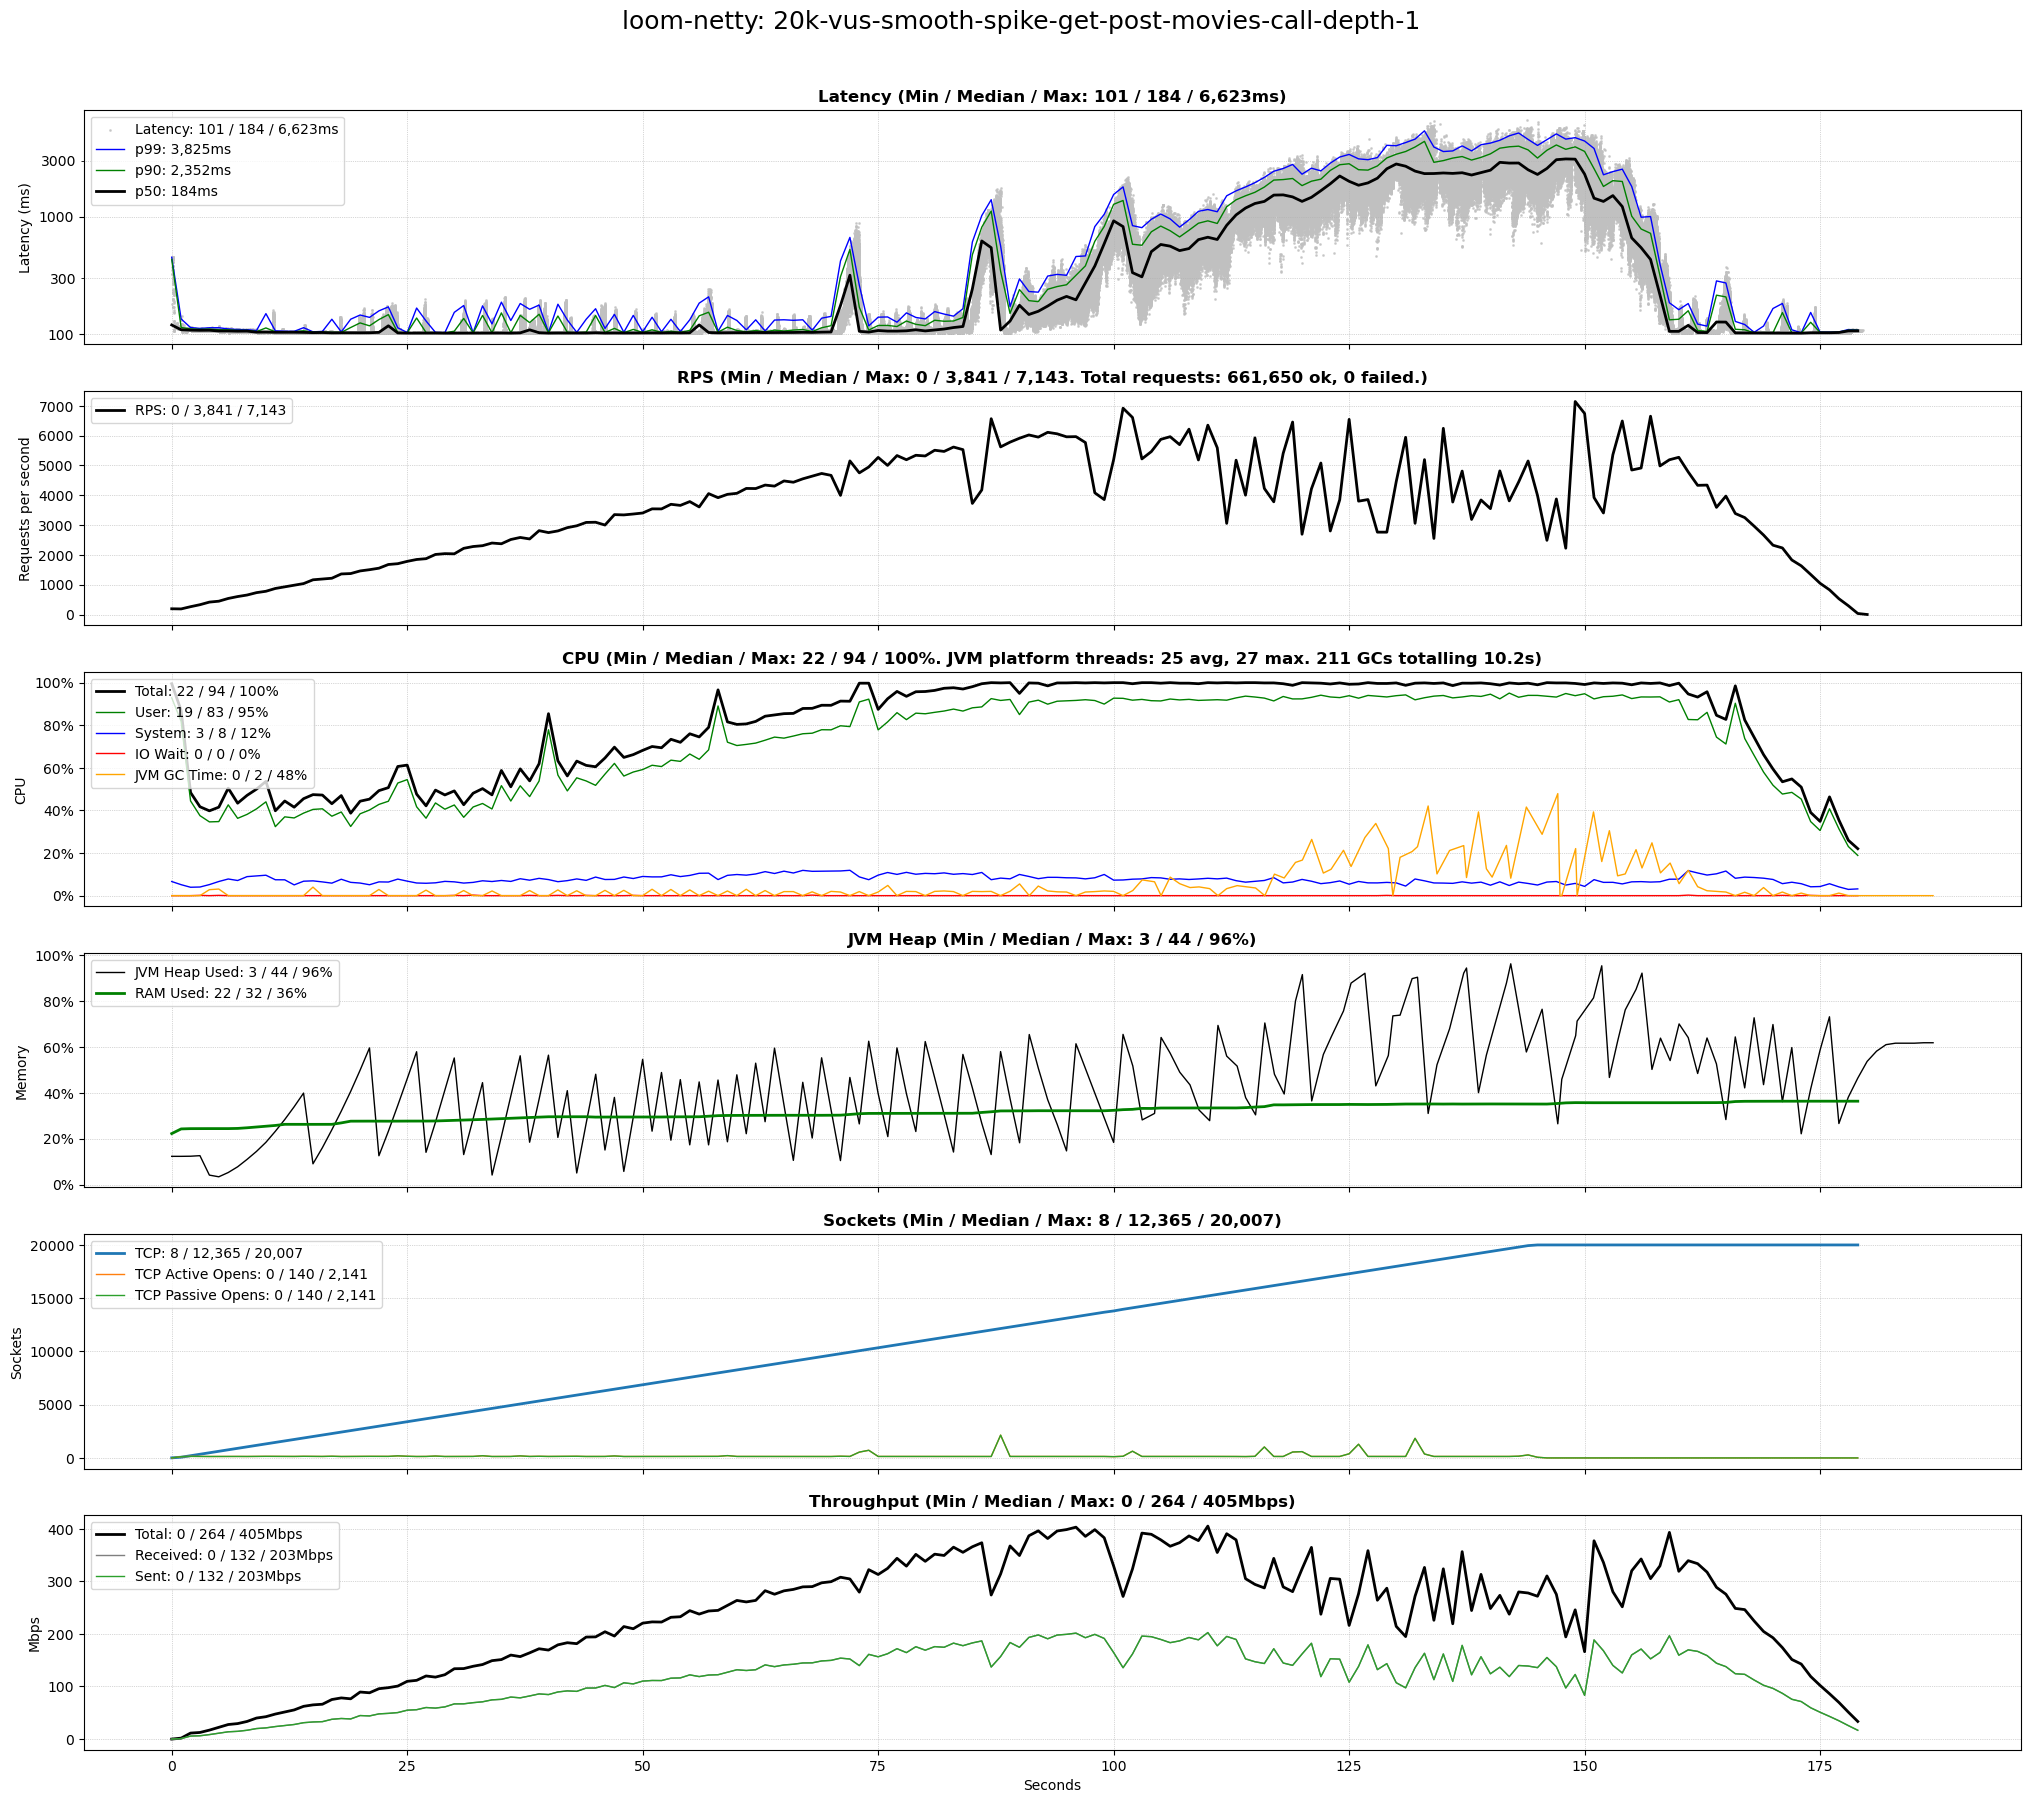 loom-netty: 20k-vus-smooth-spike-get-post-movies-call-depth-1
Latency (Min / Median / Max: 101 / 184 / 6,623ms)
Latency: 101 / 184 / 6,623ms
p99: 3,825ms
p90: 2,352ms
p50: 184ms
Latency (ms)
3000
1000
300
100
RPS (Min / Median / Max: 0 / 3,841 / 7,143. Total requests: 661,650 ok, 0 failed.)
RPS: 0 / 3,841 / 7,143
Requests per second
7000
6000
5000
4000
3000
2000
1000
0
CPU (Min / Median / Max: 22 / 94 / 100%. JVM platform threads: 25 avg, 27 max. 211 GCs totalling 10.2s)
Total: 22 / 94 / 100%
User: 19 / 83 / 95%
System: 3 / 8 / 12%
IO Wait: 0 / 0 / 0%
JVM GC Time: 0 / 2 / 48%
CPU
100%
80%
60%
40%
20%
0%
JVM Heap (Min / Median / Max: 3 / 44 / 96%)
JVM Heap Used: 3 / 44 / 96%
RAM Used: 22 / 32 / 36%
Memory
100%
80%
60%
40%
20%
0%
Sockets (Min / Median / Max: 8 / 12,365 / 20,007)
TCP: 8 / 12,365 / 20,007
TCP Active Opens: 0 / 140 / 2,141
TCP Passive Opens: 0 / 140 / 2,141
Sockets
20000
15000
10000
5000
0
Throughput (Min / Median / Max: 0 / 264 / 405Mbps)
Total: 0 / 264 / 405Mbps
Received: 0 / 132 / 203Mbps
Sent: 0 / 132 / 203Mbps
Mbps
400
300
200
100
0
0 25 50 75 100 125 150 175
Seconds